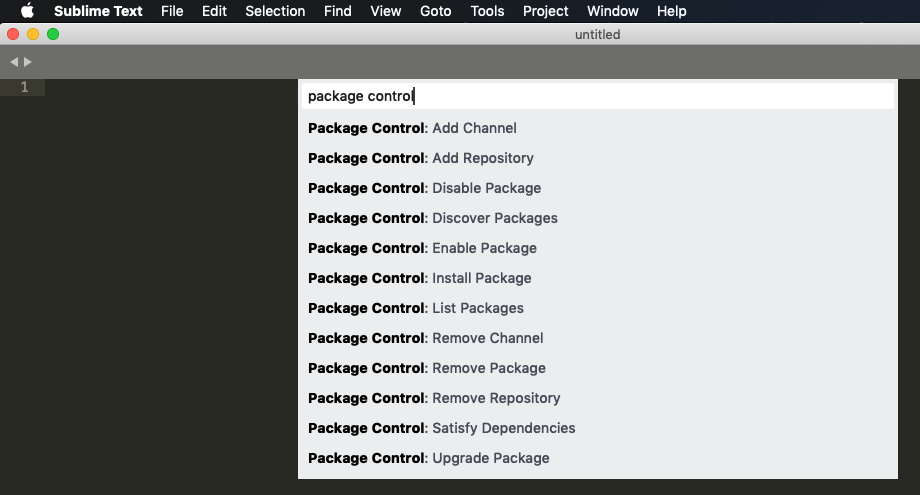 Sublime Text File Edit Selection Find View Goto Tools Project Window Help
untitled
1
package control
Package Control: Add Channel
Package Control: Add Repository
Package Control: Disable Package
Package Control: Discover Packages
Package Control: Enable Package
Package Control: Install Package
Package Control: List Packages
Package Control: Remove Channel
Package Control: Remove Package
Package Control: Remove Repository
Package Control: Satisfy Dependencies
Package Control: Upgrade Package